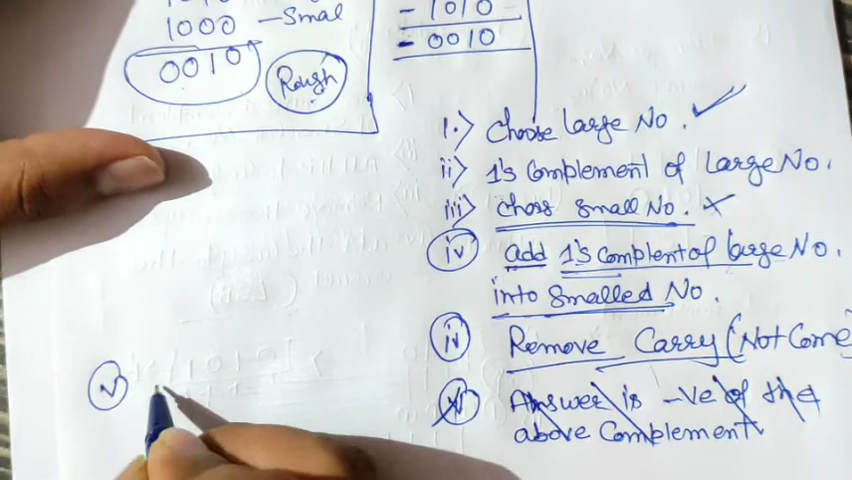 1000 - Smal
0010
Rough
- 1010
- 0010
1.> Choose large No.
ii> 1's Complement of Large No.
iii> Choss Small No. x
iv add 1's complent of large No.
into Smalled No.
iv Remove Carry (Not Come
v Answer is -Ve of the
above Complement
v